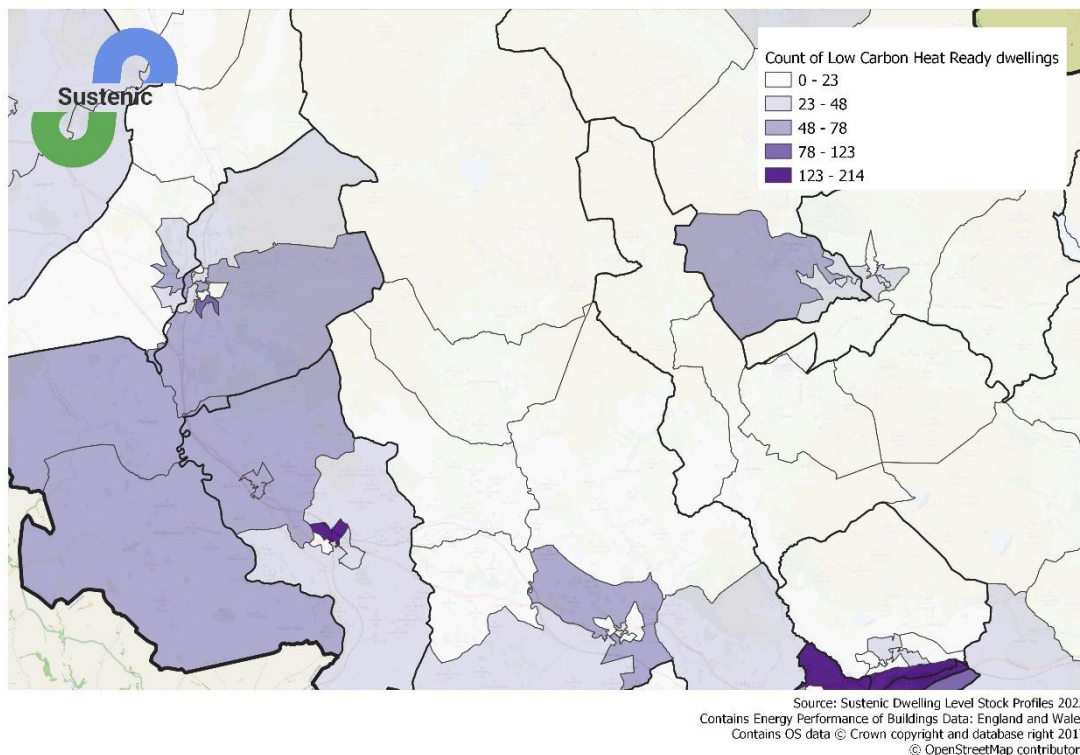 Sustenic
Count of Low Carbon Heat Ready dwellings
0 - 23
23 - 48
48 - 78
78 - 123
123 - 214
Source: Sustenic Dwelling Level Stock Profiles 202
Contains Energy Performance of Buildings Data: England and Wale
Contains OS data © Crown copyright and database right 201
© OpenStreetMap contributor